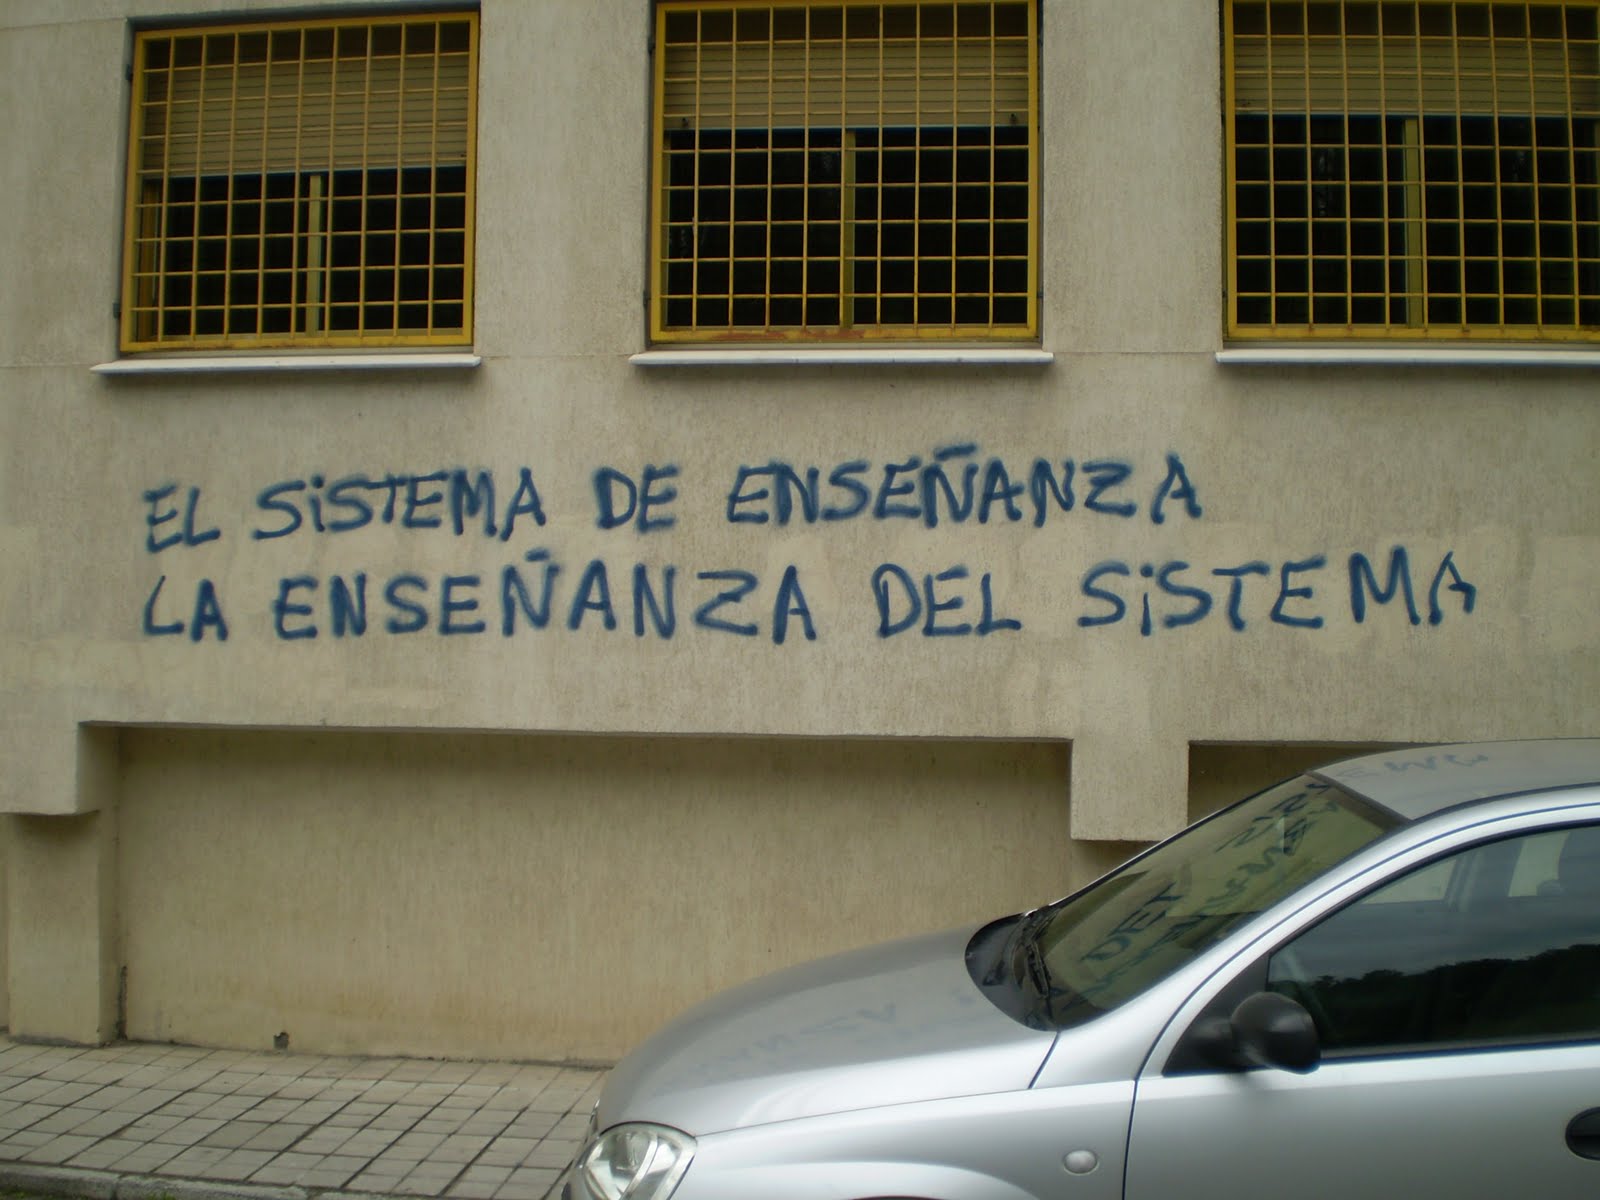 EL SiSTEMA DE ENSEÑANZA
LA ENSEÑANZA DEL SiSTEMA